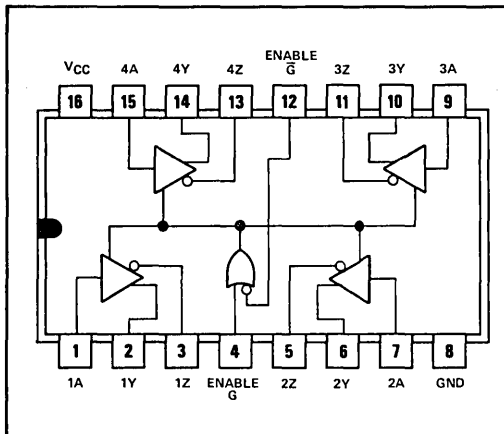 ENABLE
VCC 4A 4Y 4Z G̅ 3Z 3Y 3A
16 15 14 13 12 11 10 9
1 2 3 4 5 6 7 8
1A 1Y 1Z ENABLE 2Z 2Y 2A GND
G